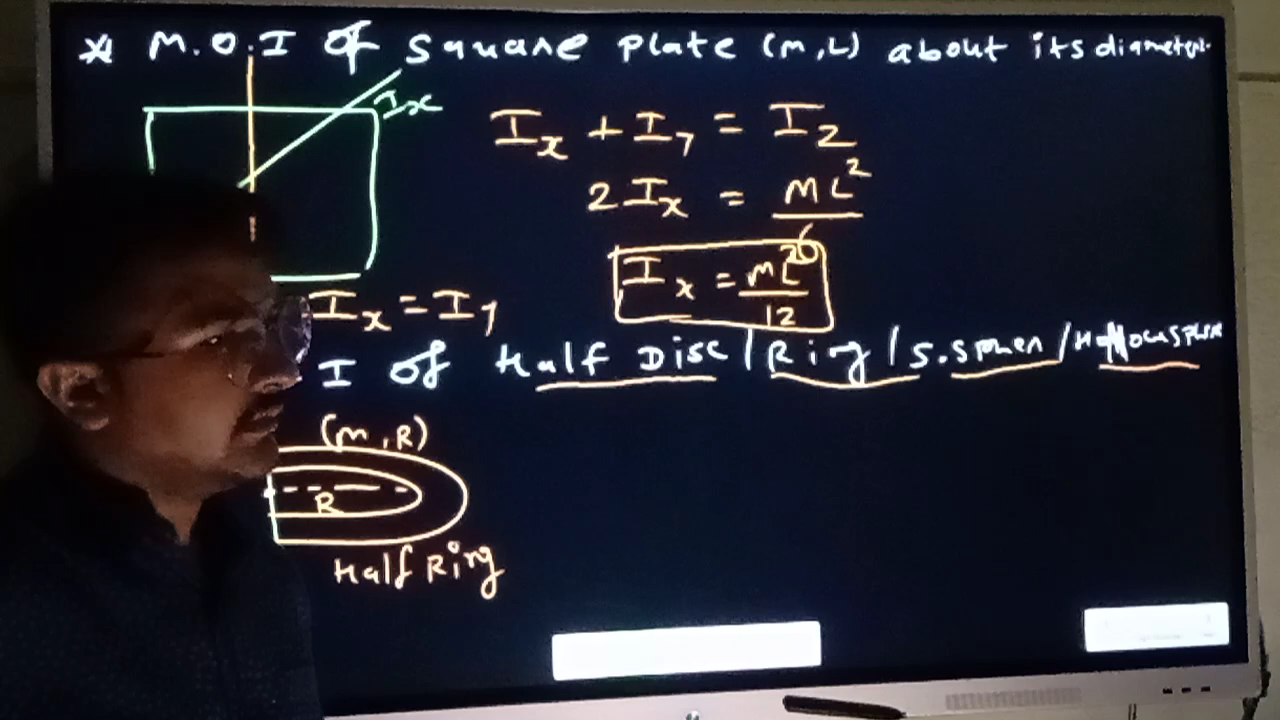 * M.O.I Of Square Plate (M,L) about its diameter.
Ix
Ix + Iy = Iz
2Ix = ML²
6
Ix = ML²
12
Ix = Iy
I Of Half Disc / Ring / S.Sphere /
(M,R)
R
Half Ring